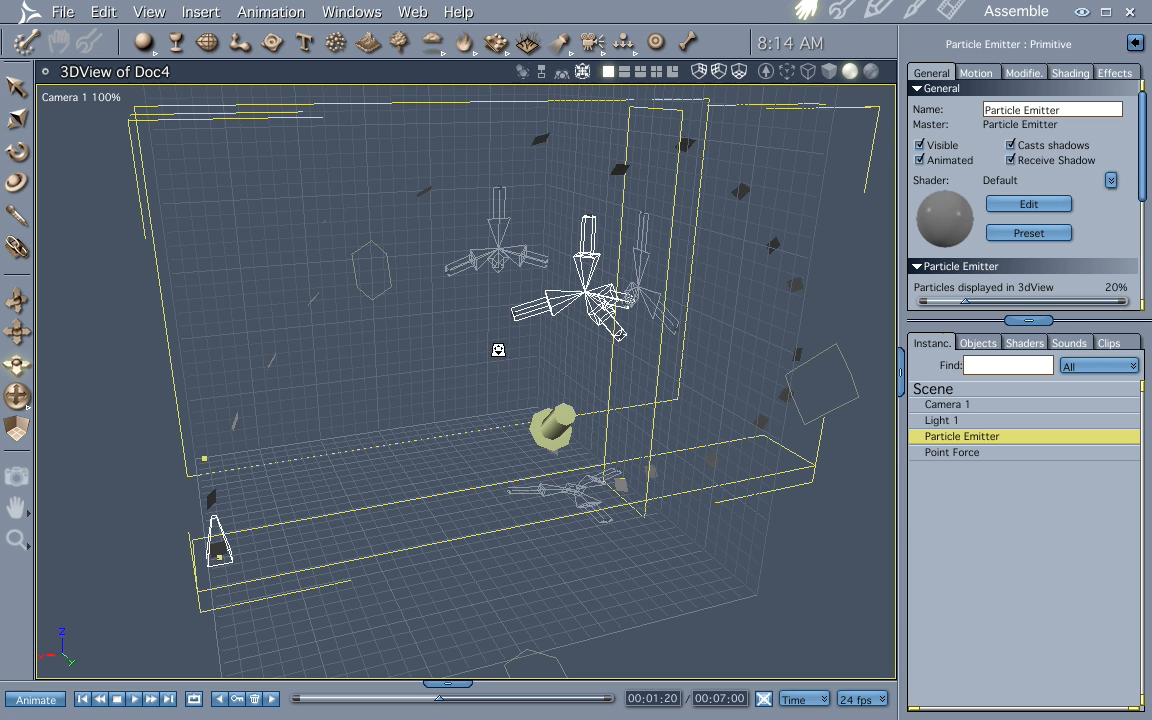 File Edit View Insert Animation Windows Web Help
Assemble
8:14 AM
Particle Emitter : Primitive
3DView of Doc4
General Motion Modifie. Shading Effects
Camera 1 100%
General
Name: Particle Emitter
Master: Particle Emitter
Visible Casts shadows
Animated Receive Shadow
Shader: Default
Edit
Preset
Particle Emitter
Particles displayed in 3dView 20%
Instanc. Objects Shaders Sounds Clips
Find: All
Scene
Camera 1
Light 1
Particle Emitter
Point Force
Z
X
Y
Animate 00:01:20 / 00:07:00 Time 24 fps